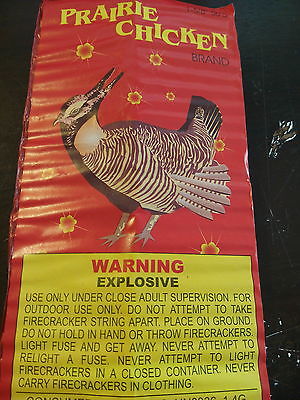 PRAIRIE
CHICKEN
BRAND
WARNING
EXPLOSIVE
USE ONLY UNDER CLOSE ADULT SUPERVISION. FOR
OUTDOOR USE ONLY. DO NOT ATTEMPT TO TAKE
FIRECRACKER STRING APART. PLACE ON GROUND.
DO NOT HOLD IN HAND OR THROW FIRECRACKERS.
LIGHT FUSE AND GET AWAY. NEVER ATTEMPT TO
RELIGHT A FUSE. NEVER ATTEMPT TO LIGHT
FIRECRACKERS IN A CLOSED CONTAINER. NEVER
CARRY FIRECRACKERS IN CLOTHING.